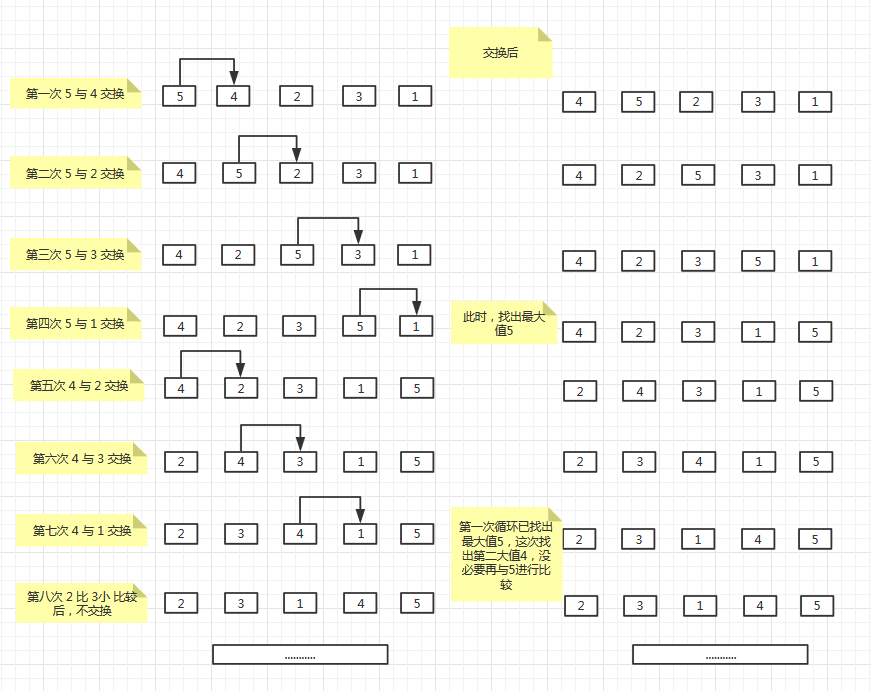 交换后
第一次 5 与 4 交换
5 4 2 3 1
4 5 2 3 1
第二次 5 与 2 交换
4 5 2 3 1
4 2 5 3 1
第三次 5 与 3 交换
4 2 5 3 1
4 2 3 5 1
第四次 5 与 1 交换
4 2 3 5 1
此时，找出最大
值5
4 2 3 1 5
第五次 4 与 2 交换
4 2 3 1 5
2 4 3 1 5
第六次 4 与 3 交换
2 4 3 1 5
2 3 4 1 5
第七次 4 与 1 交换
2 3 4 1 5
第一次循环已找出
最大值5，这次找
出第二大值4，没
必要再与5进行比
较
2 3 1 4 5
第八次 2 比 3小 比较
后，不交换
2 3 1 4 5
2 3 1 4 5
...........
...........